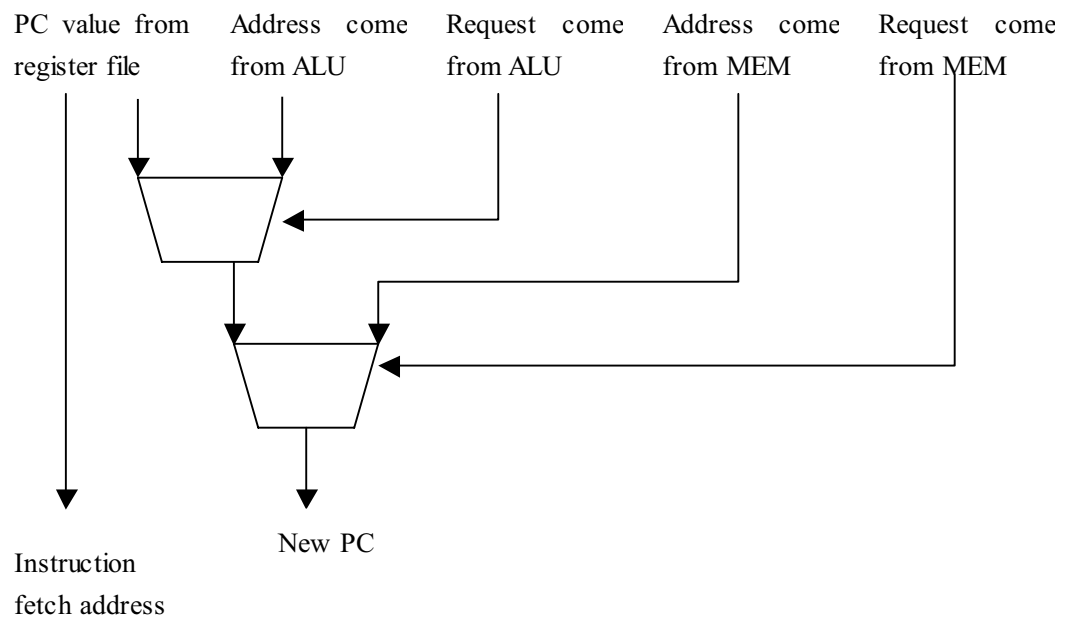 PC value from
register file
Address come
from ALU
Request come
from ALU
Address come
from MEM
Request come
from MEM
New PC
Instruction
fetch address